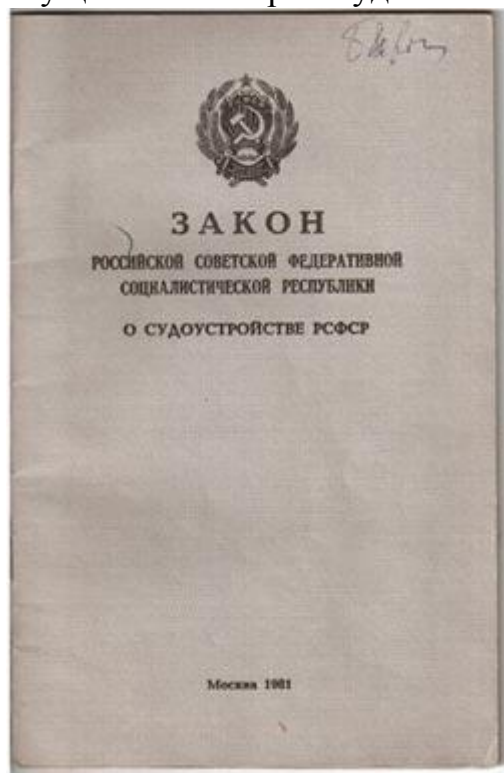 ЗАКОН
РОССИЙСКОЙ СОВЕТСКОЙ ФЕДЕРАТИВНОЙ
СОЦИАЛИСТИЧЕСКОЙ РЕСПУБЛИКИ
О СУДОУСТРОЙСТВЕ РСФСР
Москва 1981